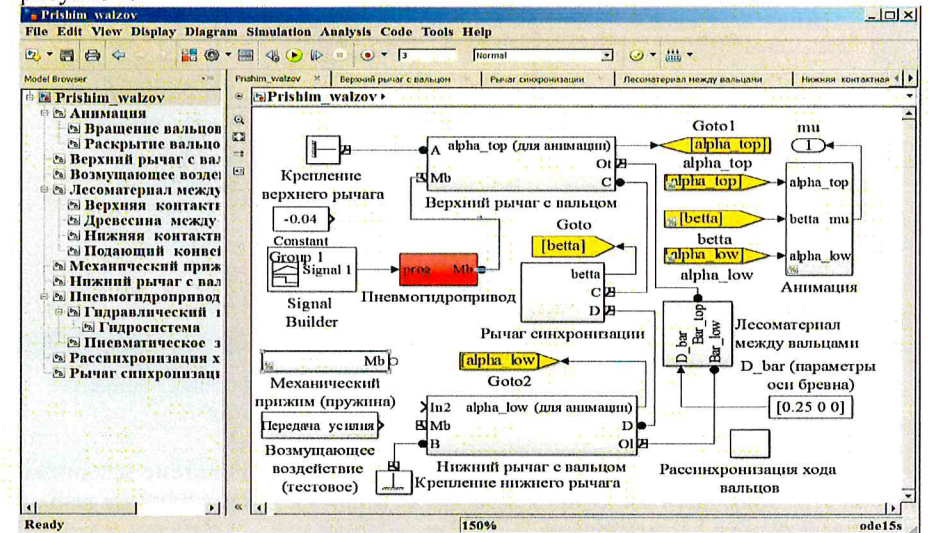 Prishim_walzov
File Edit View Display Diagram Simulation Analysis Code Tools Help
3
Normal
Model Browser
Prishim_walzov
Верхний рычаг с вальцом
Рычаг синхронизации
Лесоматериал между вальцами
Нижняя контактная
Prishim_walzov
Анимация
Вращение вальцов
Раскрытие вальцо
Верхний рычаг с вал
Возмущающее воздей
Лесоматериал между
Верхняя контакти
Древесина между
Нижняя контакти
Подающий конвей
Механический приж
Нижний рычаг с вал
Пневмогидропривод
Гидравлический
Гидросистема
Пневматическое з
Рассинхронизация х
Рычаг синхронизаци
Prishim_walzov
Крепление
верхнего рычага
A alpha_top (для анимации)
Ot
Mb
C
Верхний рычаг с вальцом
Goto1
[alpha_top]
alpha_top
mu
1
[alpha_top]
[betta]
betta
[alpha_low]
alpha_low
alpha_top
betta mu
alpha_low
Анимация
-0.04
Constant
Group 1
Signal 1
Signal
Builder
prog Mb
Пневмогидропривод
Goto
[betta]
betta
C
D
Рычаг синхронизации
D_bar
Bar_top
Bar_low
Лесоматериал
между вальцами
D_bar (параметры
оси бревна)
[0.25 0 0]
Mb
Механический
прижим (пружина)
[alpha_low]
Goto2
Передача усилия
Возмущающее
воздействие
(тестовое)
In2 alpha_low (для анимации)
Mb
D
B
Ol
Нижний рычаг с вальцом
Крепление нижнего рычага
Рассинхронизация хода
вальцов
Ready
150%
ode15s